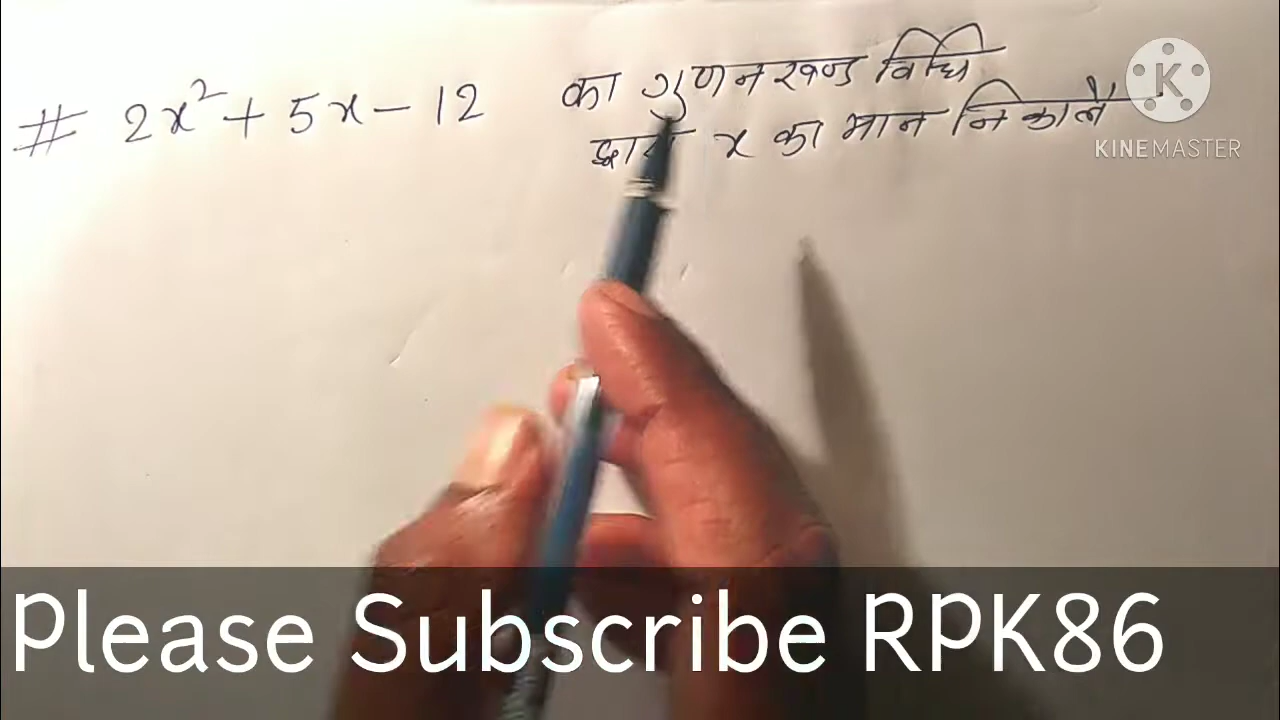 # 2x² + 5x - 12 का गुणनखण्ड विधि
द्वारा x का मान निकालें
KINEMASTER
Please Subscribe RPK86